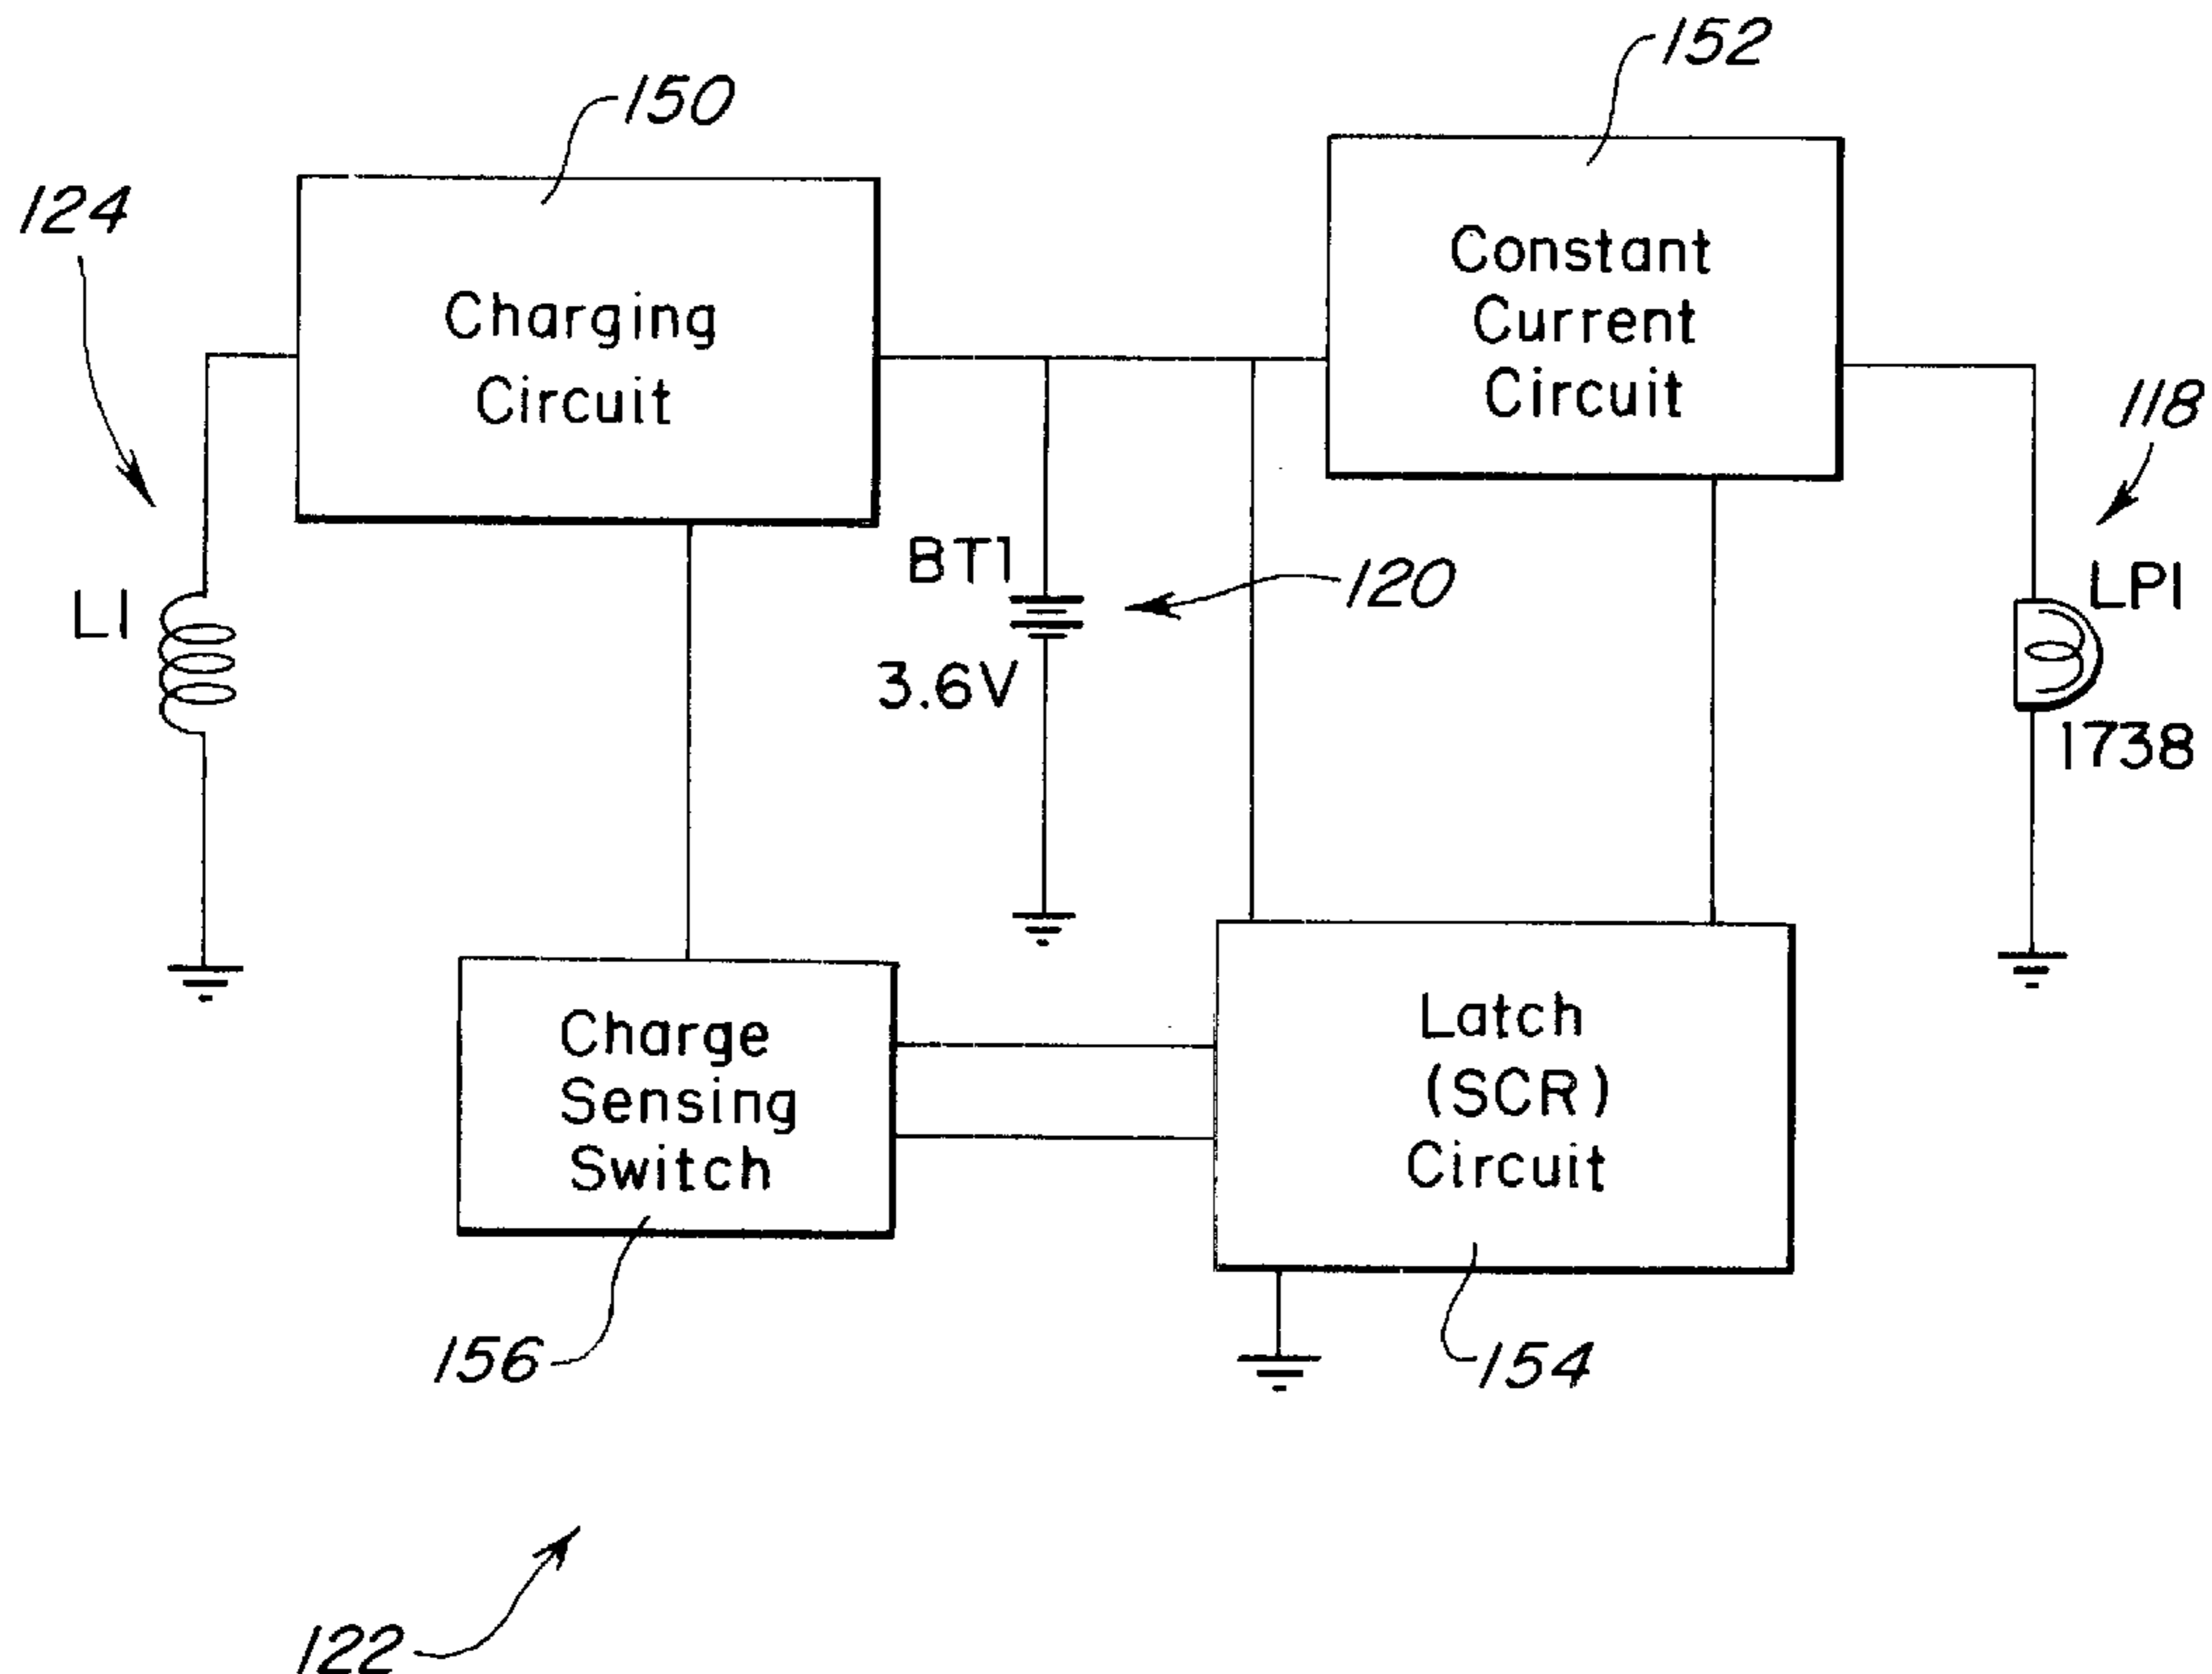 152
150
124
Constant
Current
Circuit
Charging
Circuit
118
BT1
120
3.6V
L1
LP1
1738
Latch
(SCR)
Circuit
Charge
Sensing
Switch
156
154
122